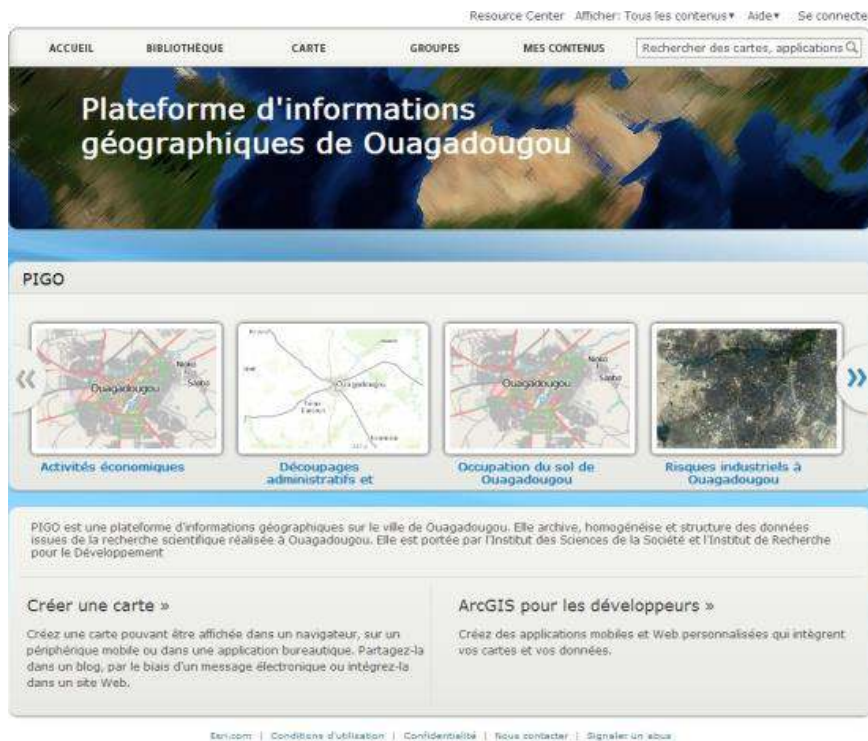 Resource Center Afficher: Tous les contenus▾ Aide▾ Se connecte
ACCUEIL BIBLIOTHÈQUE CARTE GROUPES MES CONTENUS Rechercher des cartes, applications
Plateforme d'informations
géographiques de Ouagadougou
PIGO
Ouagadougou Nioko I Saaba
Ouagadougou
Ouagadougou Nioko I Saaba
Activités économiques
Découpages
administratifs et
Occupation du sol de
Ouagadougou
Risques industriels à
Ouagadougou
PIGO est une plateforme d'informations géographiques sur le ville de Ouagadougou. Elle archive, homogénéise et structure des données
issues de la recherche scientifique réalisée à Ouagadougou. Elle est portée par l'Institut des Sciences de la Société et l'Institut de Recherche
pour le Développement
Créer une carte »
Créez une carte pouvant être affichée dans un navigateur, sur un
périphérique mobile ou dans une application bureautique. Partagez-la
dans un blog, par le biais d'un message électronique ou intégrez-la
dans un site Web.
ArcGIS pour les développeurs »
Créez des applications mobiles et Web personnalisées qui intègrent
vos cartes et vos données.
Esri.com | Conditions d'utilisation | Confidentialité | Nous contacter | Signaler un abus